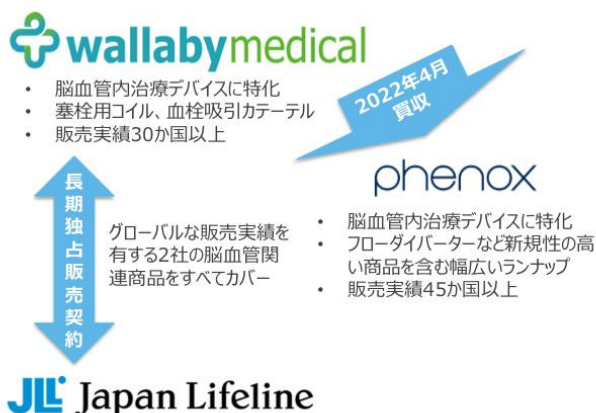 wallabymedical
• 脳血管内治療デバイスに特化
• 塞栓用コイル、血栓吸引カテーテル
• 販売実績30か国以上
2022年4月
買収
phenox
• 脳血管内治療デバイスに特化
• フローダイバーターなど新規性の高
い商品を含む幅広いランナップ
• 販売実績45か国以上
長期独占販売契約
グローバルな販売実績を
有する2社の脳血管関
連商品をすべてカバー
JLL Japan Lifeline